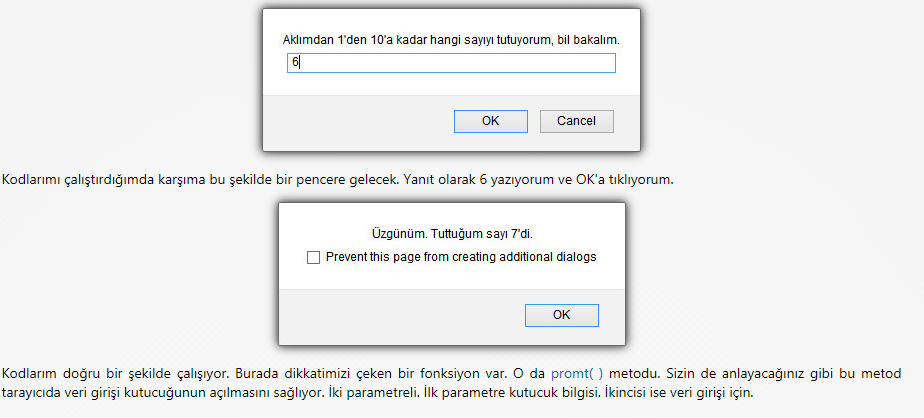 Aklımdan 1'den 10'a kadar hangi sayıyı tutuyorum, bil bakalım.
6
OK
Cancel
Kodlarımı çalıştırdığımda karşıma bu şekilde bir pencere gelecek. Yanıt olarak 6 yazıyorum ve OK'a tıklıyorum.
Üzgünüm. Tuttuğum sayı 7'di.
Prevent this page from creating additional dialogs
OK
Kodlarım doğru bir şekilde çalışıyor. Burada dikkatimizi çeken bir fonksiyon var. O da promt( ) metodu. Sizin de anlayacağınız gibi bu metod
tarayıcıda veri girişi kutucuğunun açılmasını sağlıyor. İki parametreli. İlk parametre kutucuk bilgisi. İkincisi ise veri girişi için.